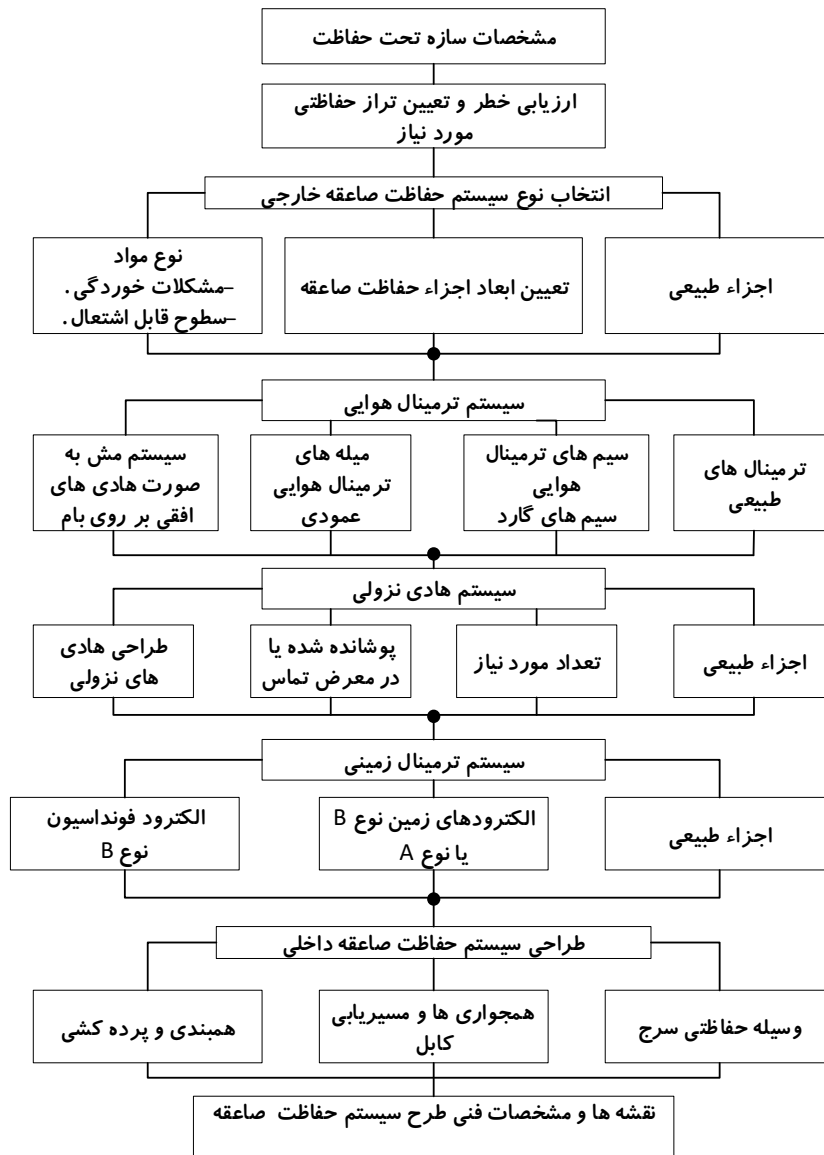 مشخصات سازه تحت حفاظت
ارزیابی خطر و تعیین تراز حفاظتی
مورد نیاز
انتخاب نوع سیستم حفاظت صاعقه خارجی
اجزاء طبیعی
تعیین ابعاد اجزاء حفاظت صاعقه
نوع مواد
–مشکلات خوردگی.
–سطوح قابل اشتعال.
سیستم ترمینال هوایی
ترمینال های
طبیعی
سیم های ترمینال
هوایی
سیم های گارد
میله های
ترمینال هوایی
عمودی
سیستم مش به
صورت هادی های
افقی بر روی بام
سیستم هادی نزولی
اجزاء طبیعی
تعداد مورد نیاز
پوشانده شده یا
در معرض تماس
طراحی هادی
های نزولی
سیستم ترمینال زمینی
اجزاء طبیعی
الکترودهای زمین نوع B
یا نوع A
الکترود فونداسیون
نوع B
طراحی سیستم حفاظت صاعقه داخلی
وسیله حفاظتی سرج
همجواری ها و مسیریابی
کابل
همبندی و پرده کشی
نقشه ها و مشخصات فنی طرح سیستم حفاظت صاعقه